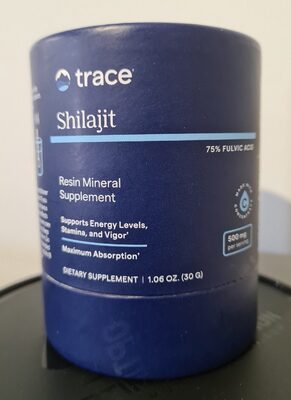 trace®
Shilajit
75% FULVIC ACID
Resin Mineral
Supplement
Supports Energy Levels,
Stamina, and Vigor*
Maximum Absorption*
500 mg
per serving
DIETARY SUPPLEMENT | 1.06 OZ. (30 G)